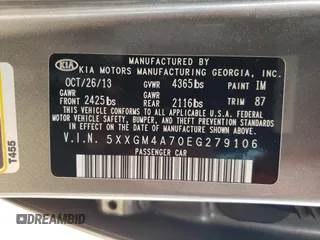 MANUFACTURED BY
KIA KIA MOTORS MANUFACTURING GEORGIA, INC.
OCT/26/13 GVWR 4365lbs PAINT IM
GAWR GAWR
FRONT 2425lbs REAR 2116lbs TRIM 87
THIS VEHICLE CONFORMS TO ALL APPLICABLE FEDERAL
MOTOR VEHICLE SAFETY, BUMPER, AND THEFT PREVENTION
STANDARDS IN EFFECT ON THE DATE OF MANUFACTURE SHOWN ABOVE.
V.I.N. 5XXGM4A70EG279106
PASSENGER CAR
T455
DREAMBID